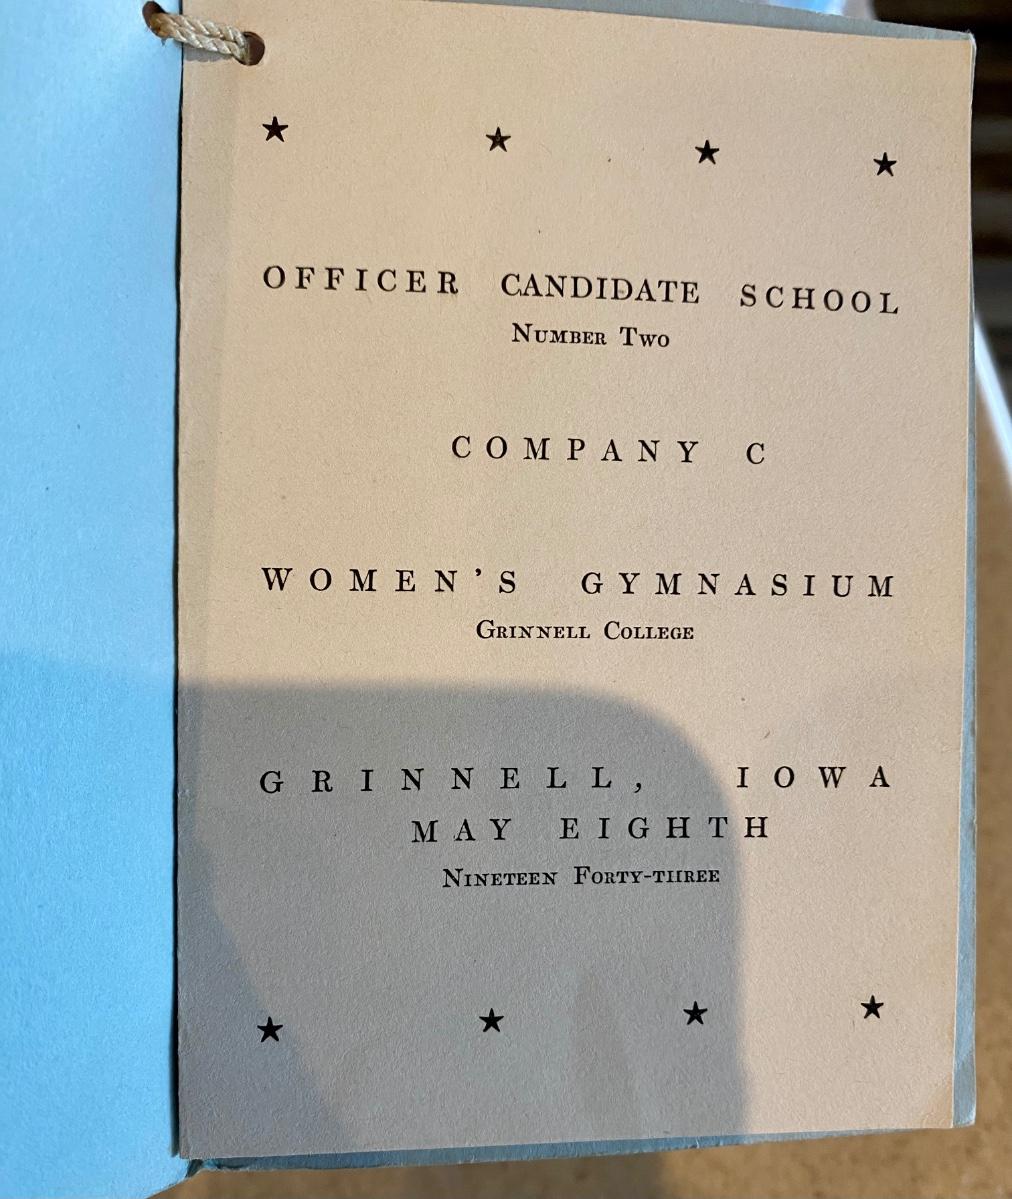 OFFICER CANDIDATE SCHOOL
NUMBER TWO
COMPANY C
WOMEN'S GYMNASIUM
GRINNELL COLLEGE
GRINNELL, IOWA
MAY EIGHTH
NINETEEN FORTY-THREE